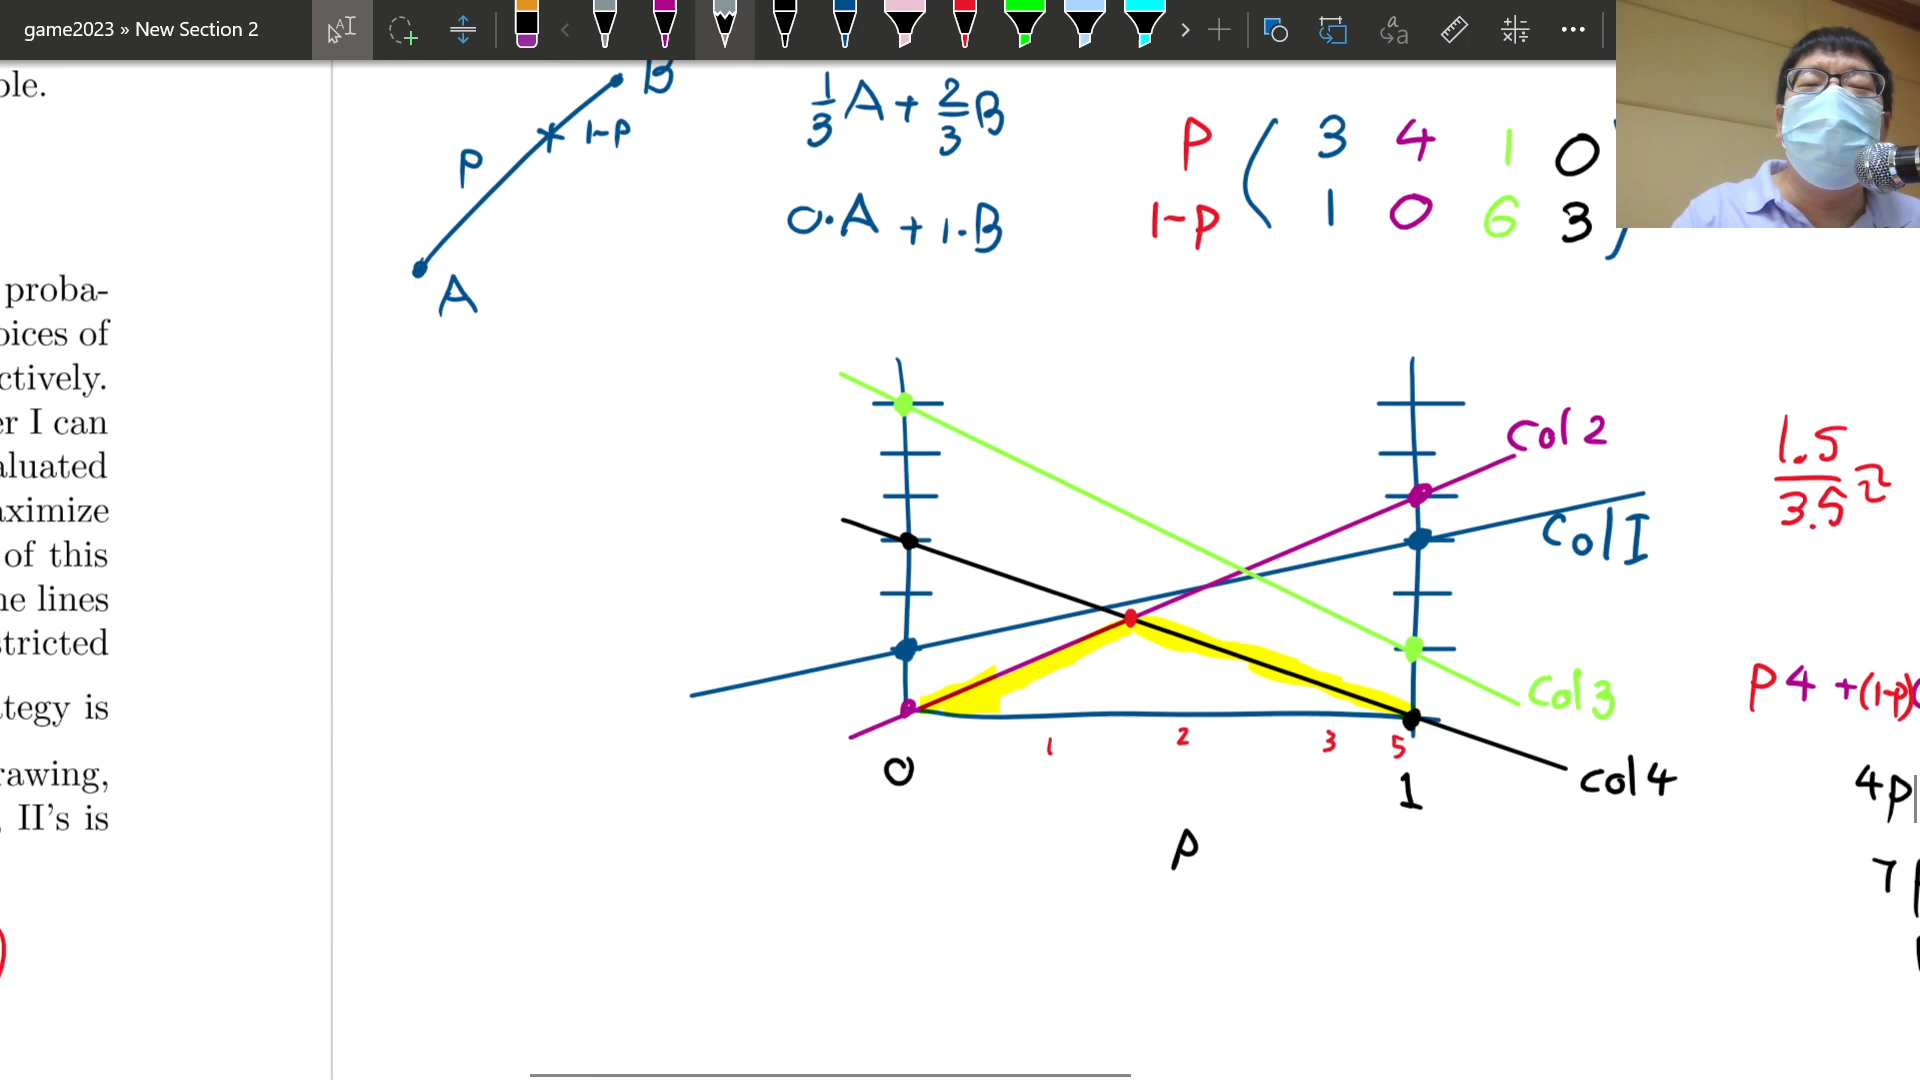 game2023 » New Section 2
ble.
proba-
oices of
ctively.
er I can
aluated
aximize
of this
ne lines
stricted
tegy is
rawing,
, II's is
B
1-P
P
A
1/3 A + 2/3 B
0·A + 1·B
P ( 3 4 1 0
1-P 1 0 6 3 )
Col 2
Col I
Col 3
col 4
1 2 3 5
0 1
P
1.5/3.5 ≈
P4 +(1-P)
4P
7